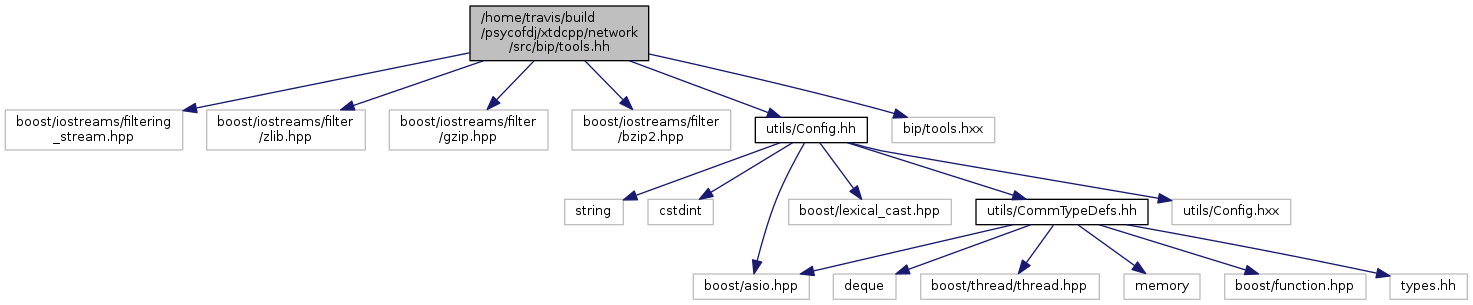 /home/travis/build
/psycofdj/xtdcpp/network
/src/bip/tools.hh
boost/iostreams/filtering
_stream.hpp
boost/iostreams/filter
/zlib.hpp
boost/iostreams/filter
/gzip.hpp
boost/iostreams/filter
/bzip2.hpp
utils/Config.hh
bip/tools.hxx
string
cstdint
boost/lexical_cast.hpp
utils/CommTypeDefs.hh
utils/Config.hxx
boost/asio.hpp
deque
boost/thread/thread.hpp
memory
boost/function.hpp
types.hh